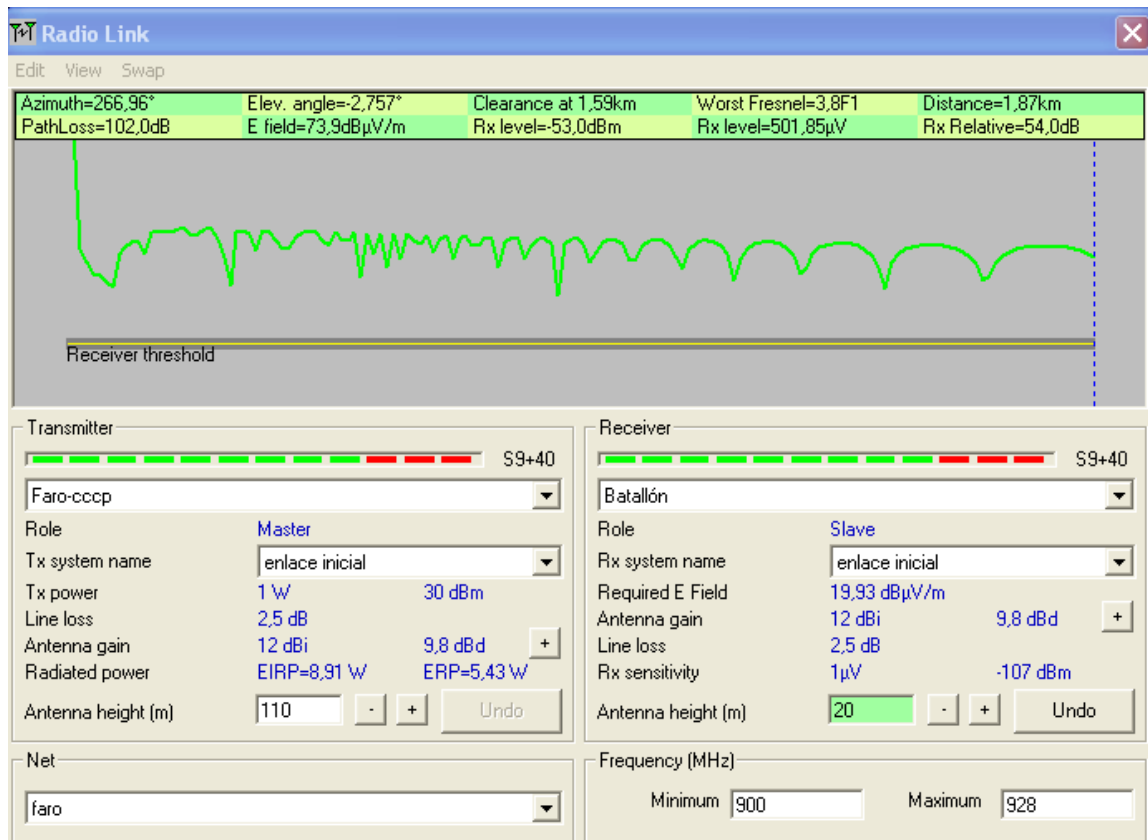 Radio Link
Edit View Swap
Azimuth=266,96° Elev. angle=-2,757° Clearance at 1,59km Worst Fresnel=3,8F1 Distance=1,87km
PathLoss=102,0dB E field=73,9dBµV/m Rx level=-53,0dBm Rx level=501,85µV Rx Relative=54,0dB
Receiver threshold
Transmitter
S9+40
Faro-cccp
Role Master
Tx system name enlace inicial
Tx power 1 W 30 dBm
Line loss 2,5 dB
Antenna gain 12 dBi 9,8 dBd +
Radiated power EIRP=8,91 W ERP=5,43 W
Antenna height (m) 110 - + Undo
Net
faro
Receiver
S9+40
Batallón
Role Slave
Rx system name enlace inicial
Required E Field 19,93 dBµV/m
Antenna gain 12 dBi 9,8 dBd +
Line loss 2,5 dB
Rx sensitivity 1µV -107 dBm
Antenna height (m) 20 - + Undo
Frequency (MHz)
Minimum 900 Maximum 928